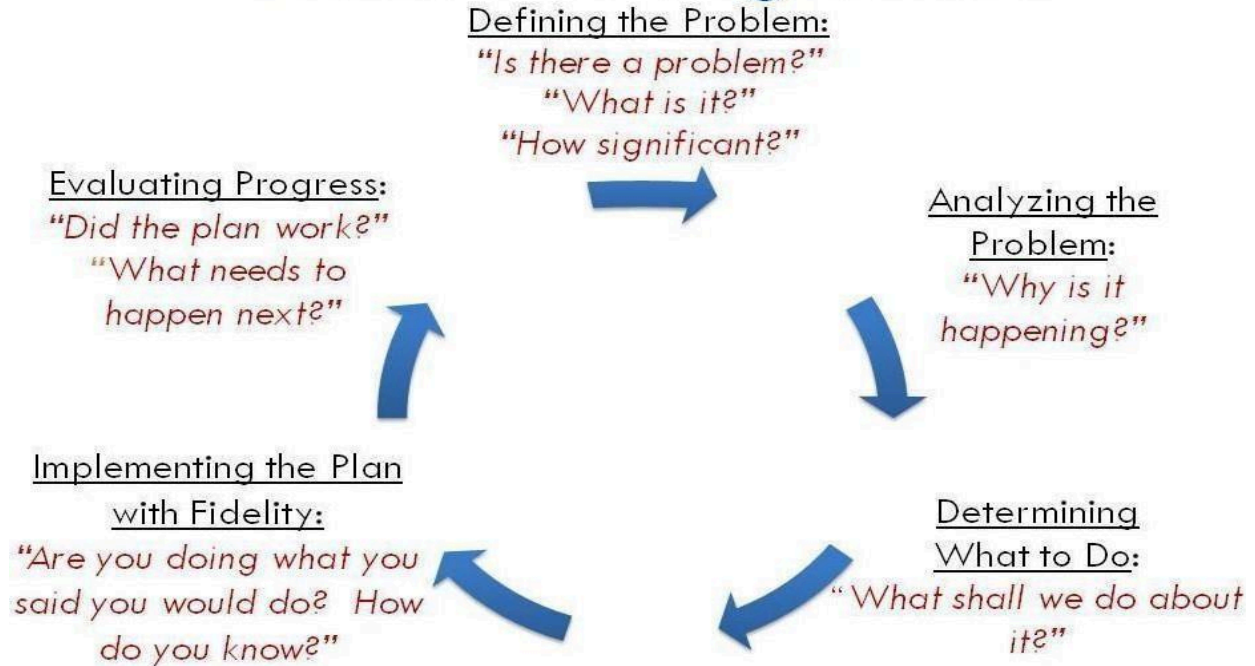 Defining the Problem:
“Is there a problem?”
“What is it?”
“How significant?”
Analyzing the
Problem:
“Why is it
happening?”
Determining
What to Do:
“What shall we do about
it?”
Implementing the Plan
with Fidelity:
“Are you doing what you
said you would do? How
do you know?”
Evaluating Progress:
“Did the plan work?”
“What needs to
happen next?”